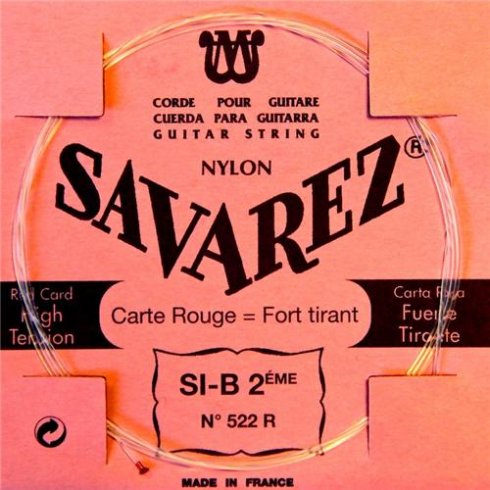 CORDE POUR GUITARE
CUERDA PARA GUITARRA
GUITAR STRING
NYLON
SAVAREZ®
Red Card
High
Tension
Carte Rouge = Fort tirant
Carta Roja
Fuerte
Tirante
SI-B 2ÉME
N° 522 R
MADE IN FRANCE